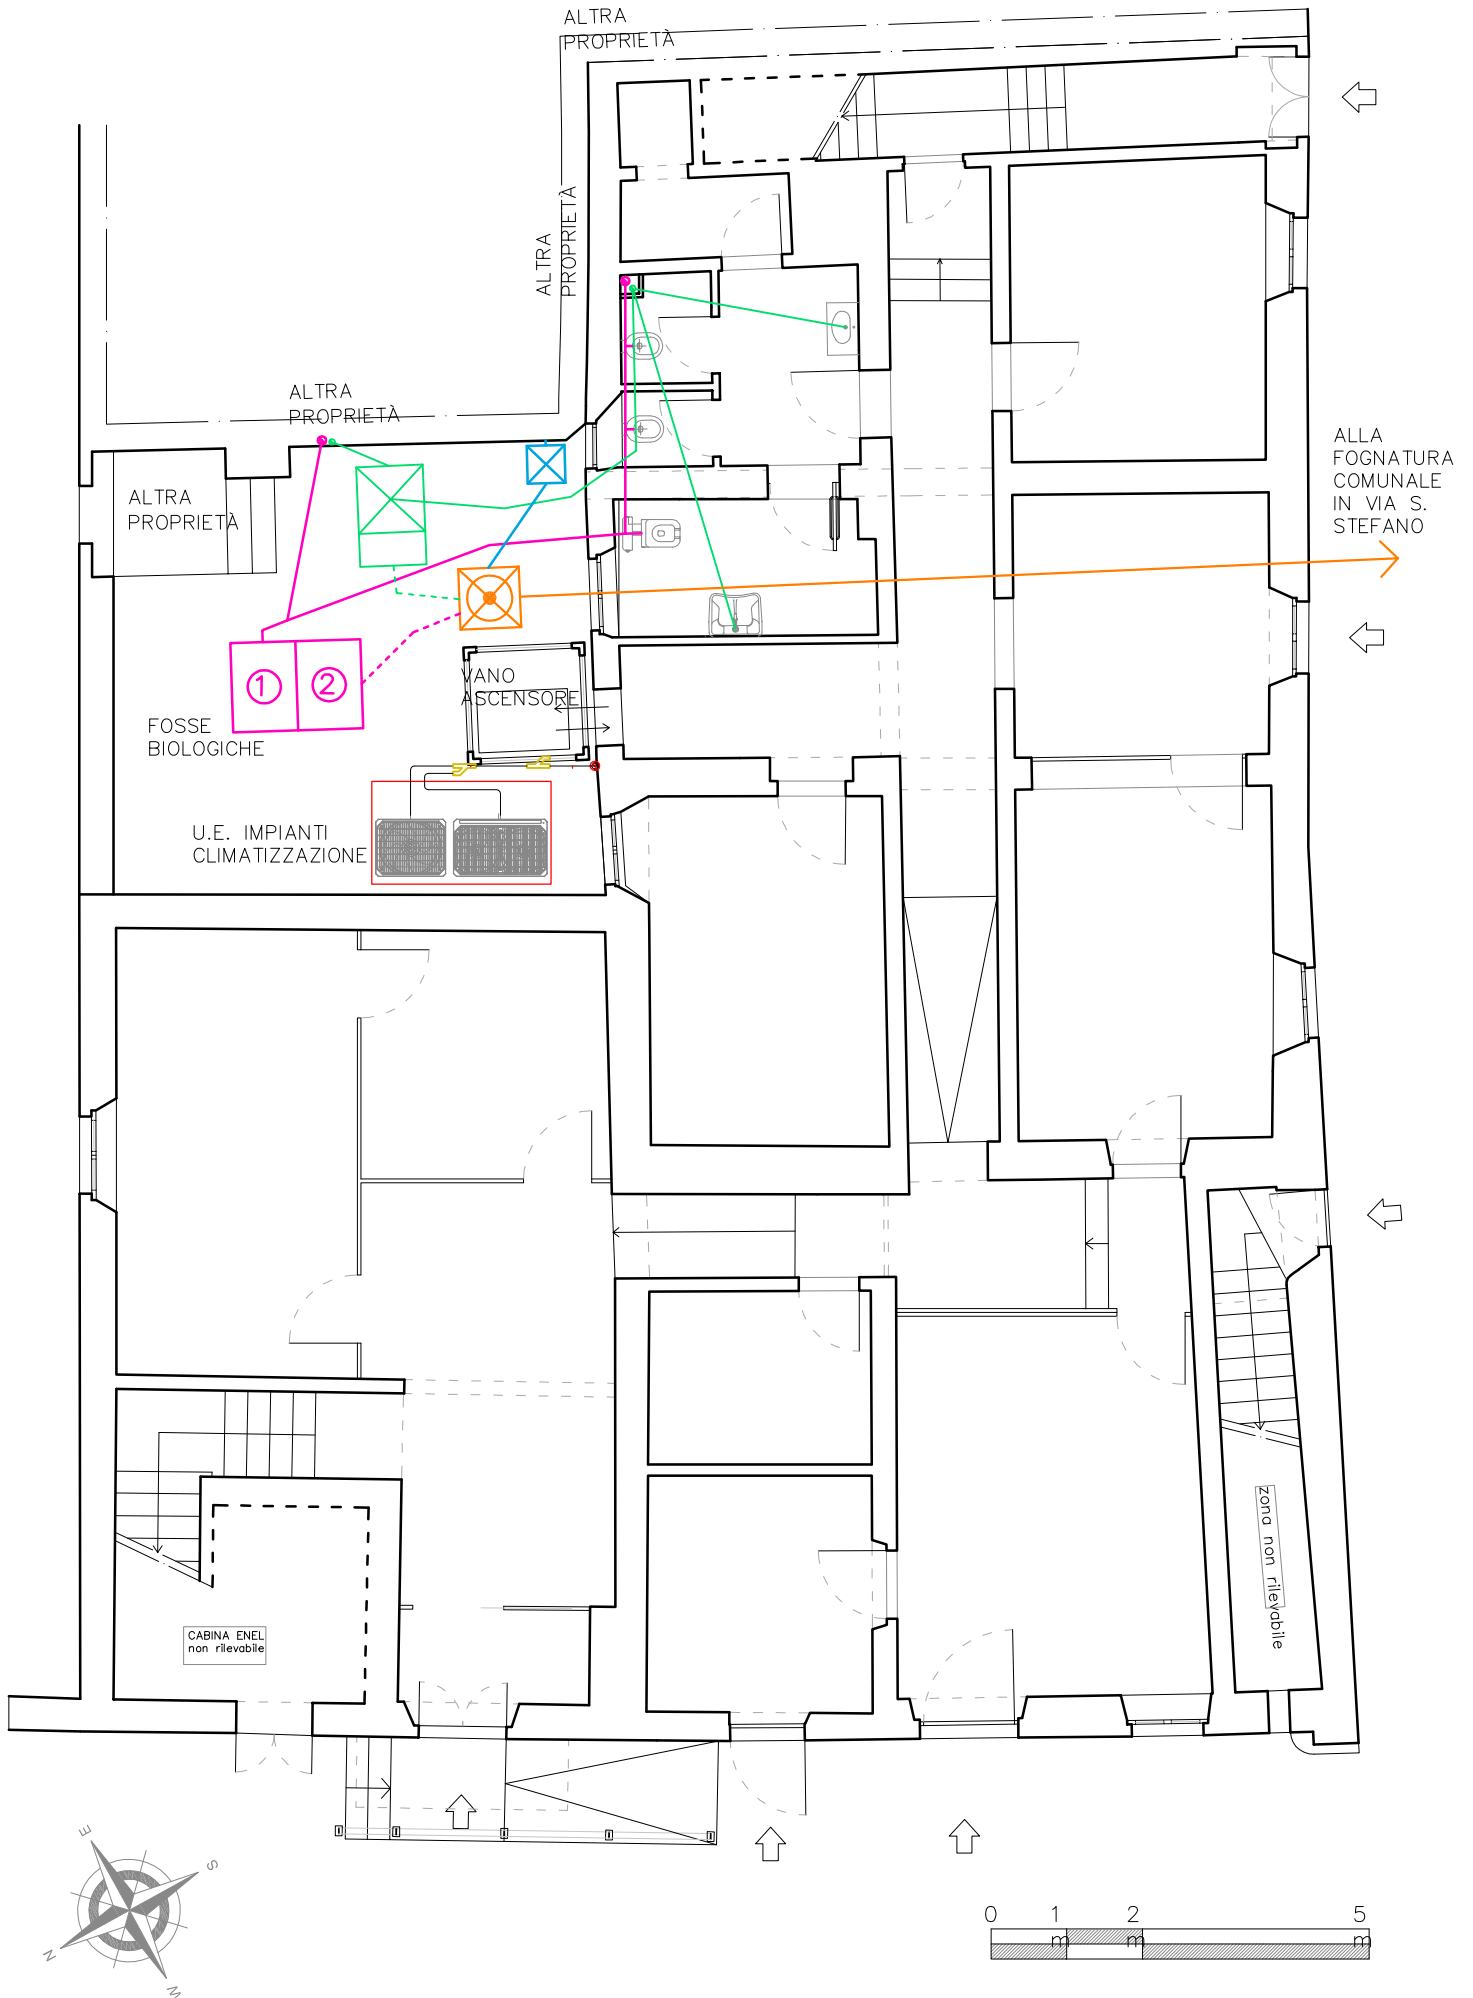 ALTRA
PROPRIETÀ
ALTRA
PROPRIETÀ
ALTRA
PROPRIETÀ
ALTRA
PROPRIETÀ
ALLA
FOGNATURA
COMUNALE
IN VIA S.
STEFANO
1
2
VANO
ASCENSORE
FOSSE
BIOLOGICHE
U.E. IMPIANTI
CLIMATIZZAZIONE
zona non rilevabile
CABINA ENEL
non rilevabile
E
S
N
W
0 1 2 5
m m m